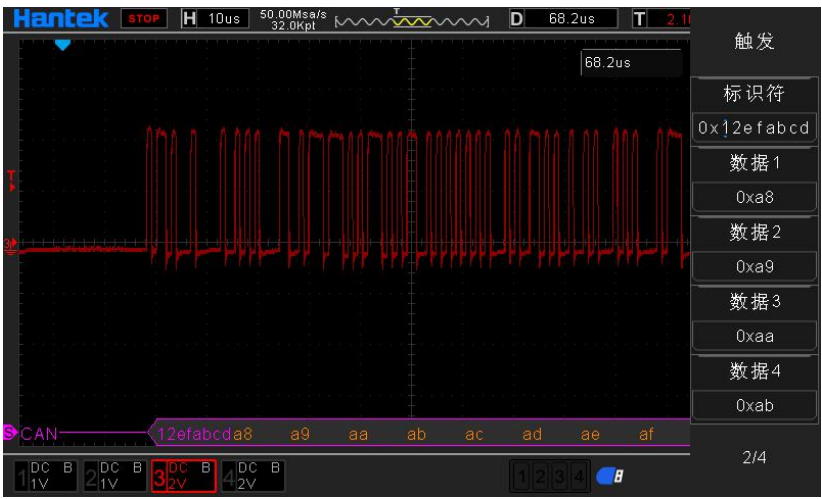 Hantek STOP H 10us 50.00Msa/s 32.0Kpt T D 68.2us T 2.1
68.2us
触发
标识符
0x12efabcd
数据1
0xa8
数据2
0xa9
数据3
0xaa
数据4
0xab
2/4
T
3
S CAN 12efabcda8 a9 aa ab ac ad ae af
1 DC B 1V 2 DC B 1V 3 DC B 2V 4 DC B 2V 1 2 3 4